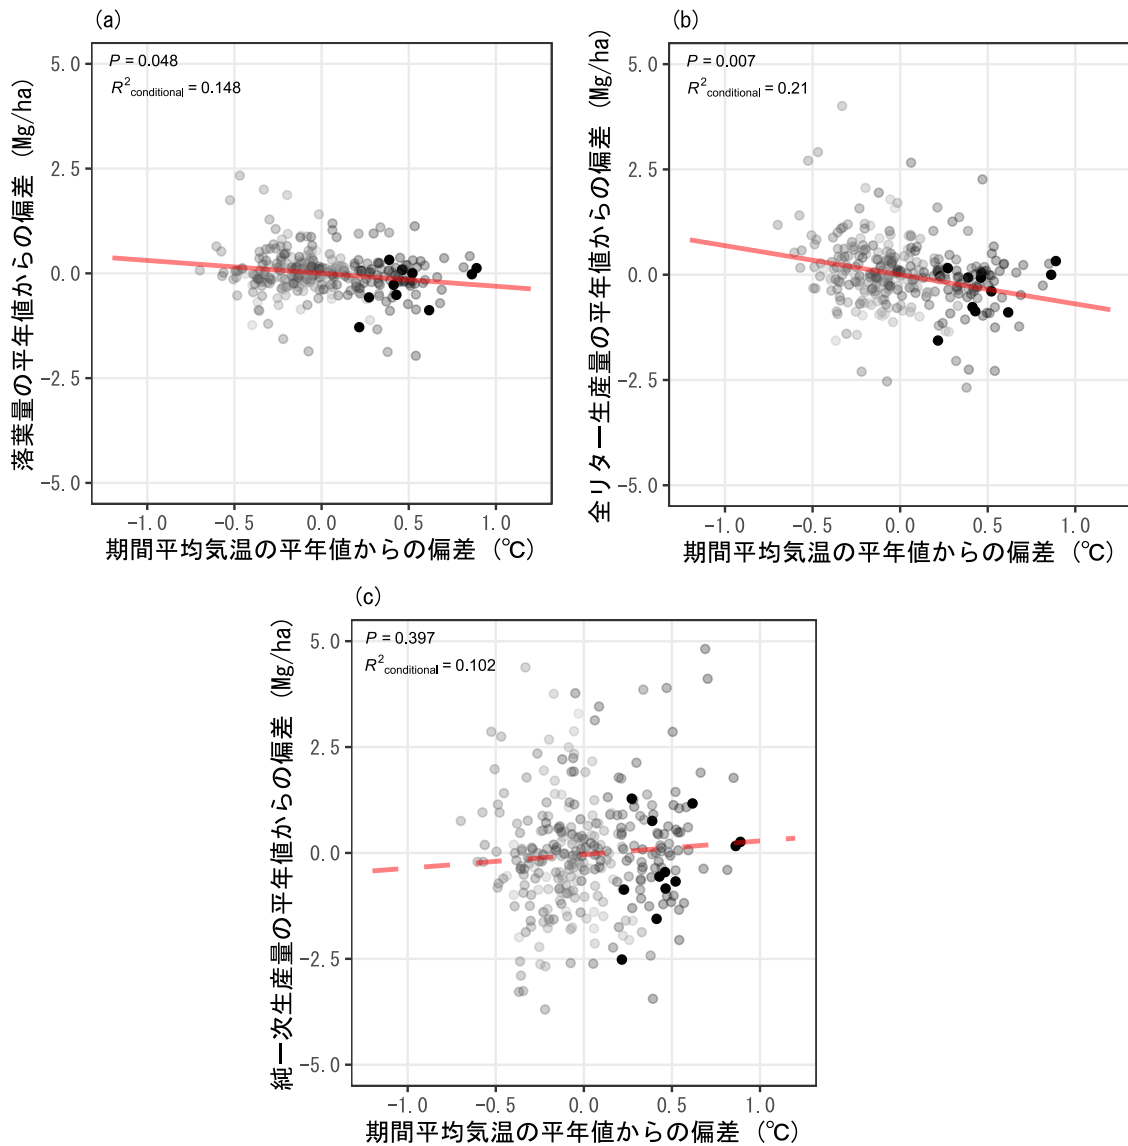 (a)
P = 0.048
R²conditional = 0.148
落葉量の平年値からの偏差 (Mg/ha)
5.0
2.5
0.0
−2.5
−5.0
−1.0 −0.5 0.0 0.5 1.0
期間平均気温の平年値からの偏差 (℃)
(b)
P = 0.007
R²conditional = 0.21
全リター生産量の平年値からの偏差 (Mg/ha)
5.0
2.5
0.0
−2.5
−5.0
−1.0 −0.5 0.0 0.5 1.0
期間平均気温の平年値からの偏差 (℃)
(c)
P = 0.397
R²conditional = 0.102
純一次生産量の平年値からの偏差 (Mg/ha)
5.0
2.5
0.0
−2.5
−5.0
−1.0 −0.5 0.0 0.5 1.0
期間平均気温の平年値からの偏差 (℃)